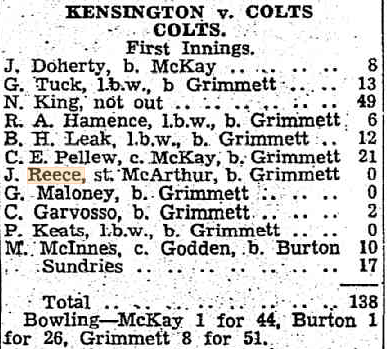 KENSINGTON v. COLTS
COLTS.
First Innings.
J. Doherty, b. McKay .. .. .. .. 8
G. Tuck, l.b.w., b Grimmett .. .. 13
N. King, not out .. .. .. .. .. 49
R. A. Hamence, l.b.w., b. Grimmett 6
B. H. Leak, l.b.w., b. Grimmett .. 12
C. E. Pellew, c. McKay, b. Grimmett 21
J. Reece, st. McArthur, b. Grimmett 0
G. Maloney, b. Grimmett .. .. .. 0
C. Garvosso, b. Grimmett .. .. .. 2
P. Keats, l.b.w., b. Grimmett .. .. 0
M. McInnes, c. Godden, b. Burton 10
Sundries .. .. .. .. .. .. 17
Total .. .. .. .. .. .. .. 138
Bowling—McKay 1 for 44, Burton 1
for 26, Grimmett 8 for 51.